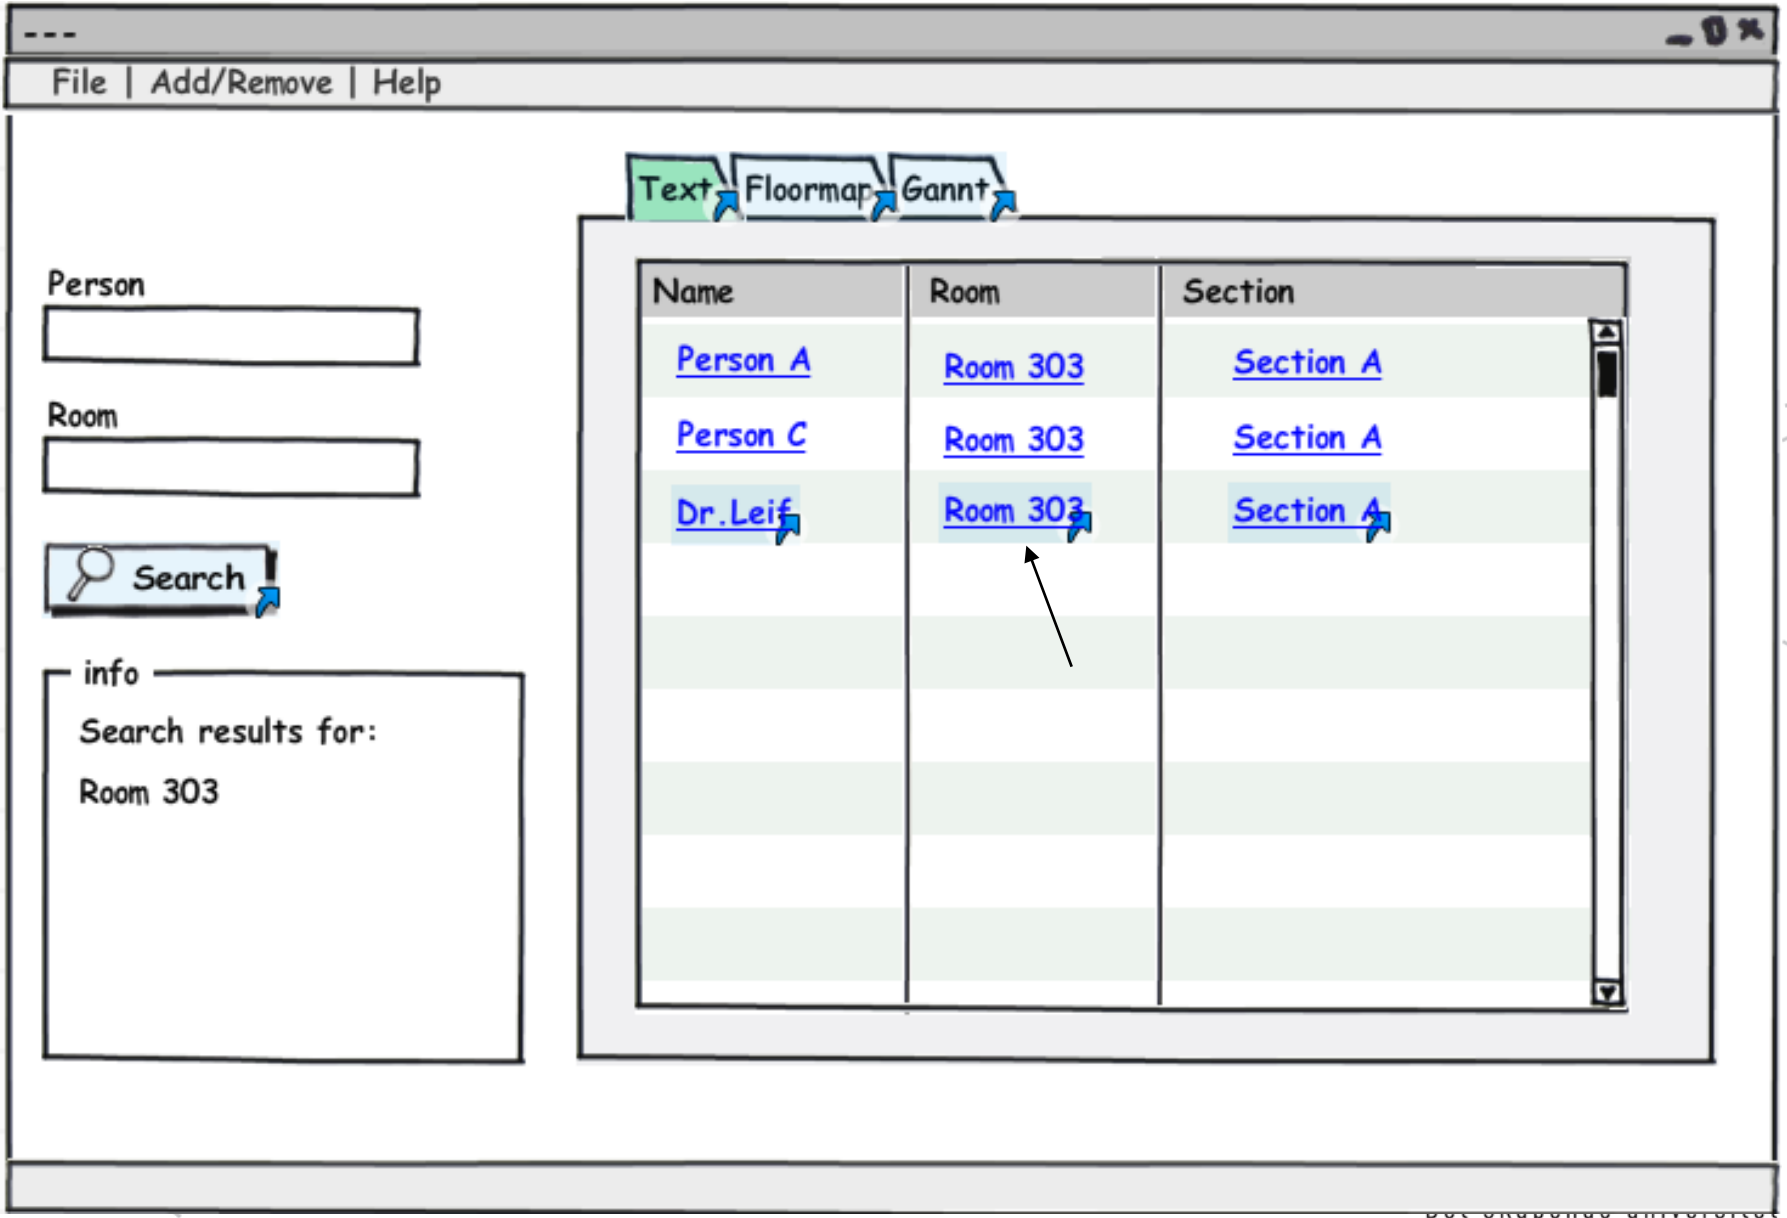 ---
File | Add/Remove | Help
Text Floormap Gannt
Person
Room
Search
info
Search results for:
Room 303
Name Room Section
Person A Room 303 Section A
Person C Room 303 Section A
Dr.Leif Room 303 Section A